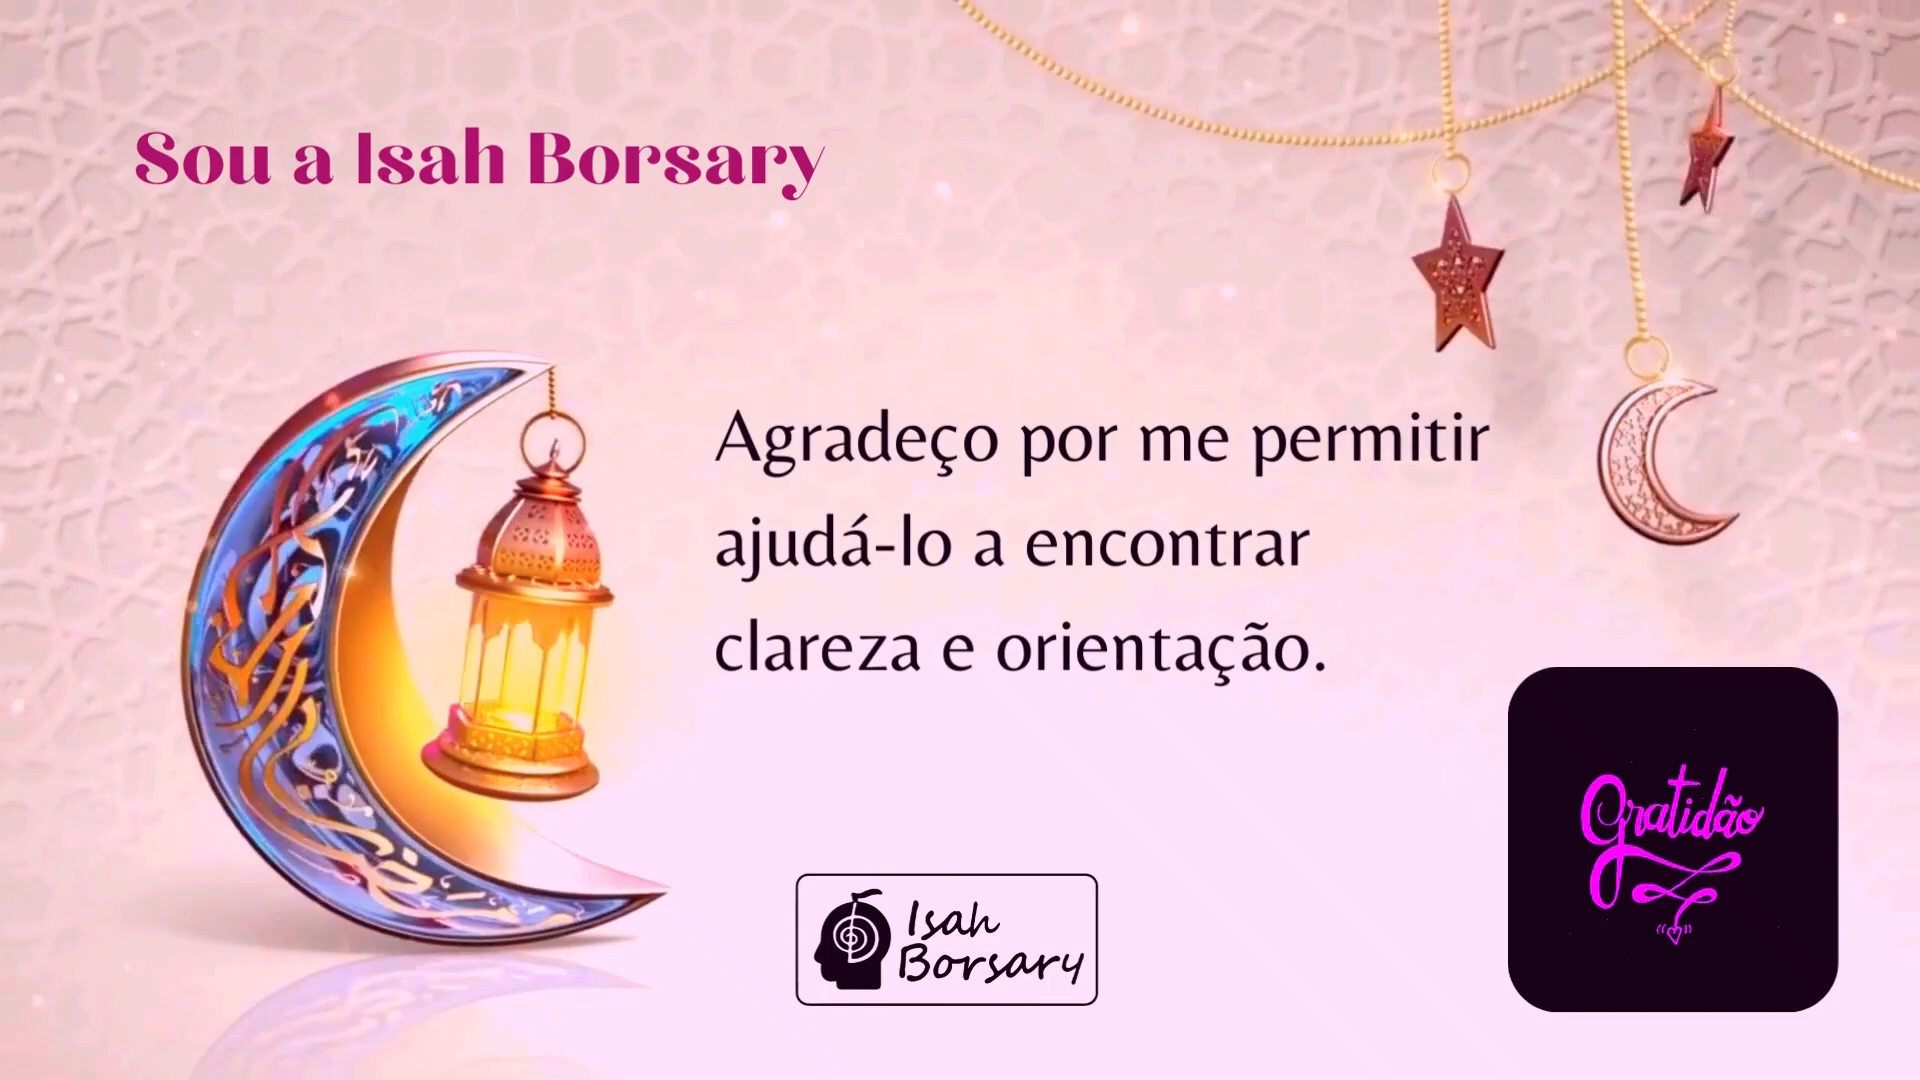 Sou a Isah Borsary
Agradeço por me permitir
ajudá-lo a encontrar
clareza e orientação.
gratidão
Isah
Borsary